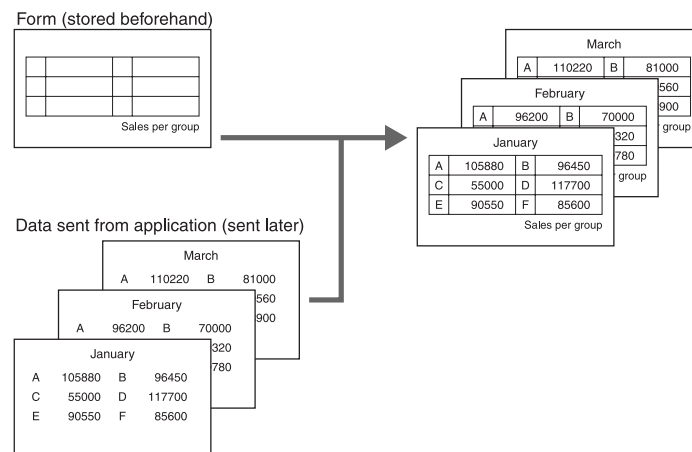 Form (stored beforehand)
Sales per group
Data sent from application (sent later)
March
A 110220 B 81000
560
900
February
A 96200 B 70000
320
780
January
A 105880 B 96450
C 55000 D 117700
E 90550 F 85600
March
A 110220 B 81000
560
900
group
February
A 96200 B 70000
320
780
group
January
A 105880 B 96450
C 55000 D 117700
E 90550 F 85600
Sales per group